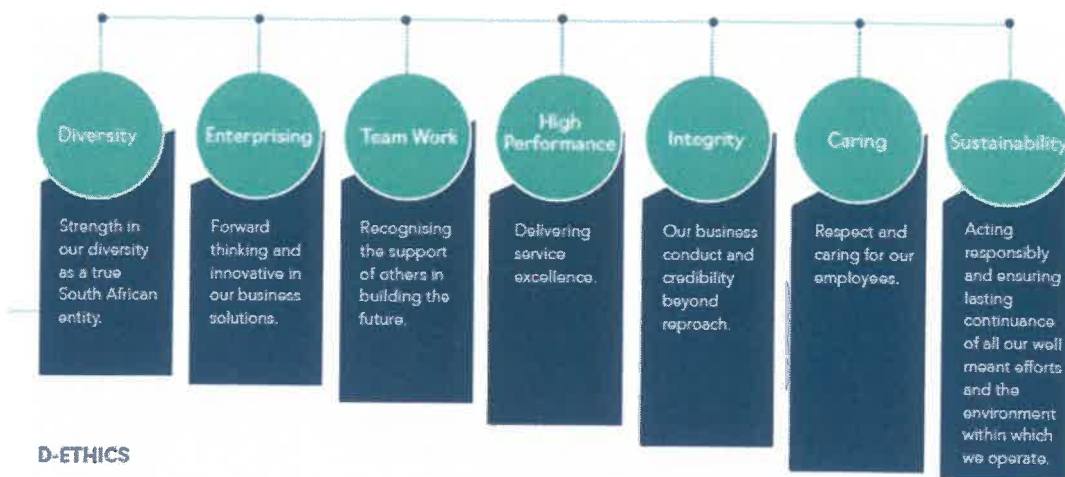 Diversity
Strength in
our diversity
as a true
South African
entity.
Enterprising
Forward
thinking and
innovative in
our business
solutions.
Team Work
Recognising
the support
of others in
building the
future.
High
Performance
Delivering
service
excellence.
Integrity
Our business
conduct and
credibility
beyond
reproach.
Caring
Respect and
caring for our
employees.
Sustainability
Acting
responsibly
and ensuring
lasting
continuance
of all our well
meant efforts
and the
environment
within which
we operate.
D-ETHICS